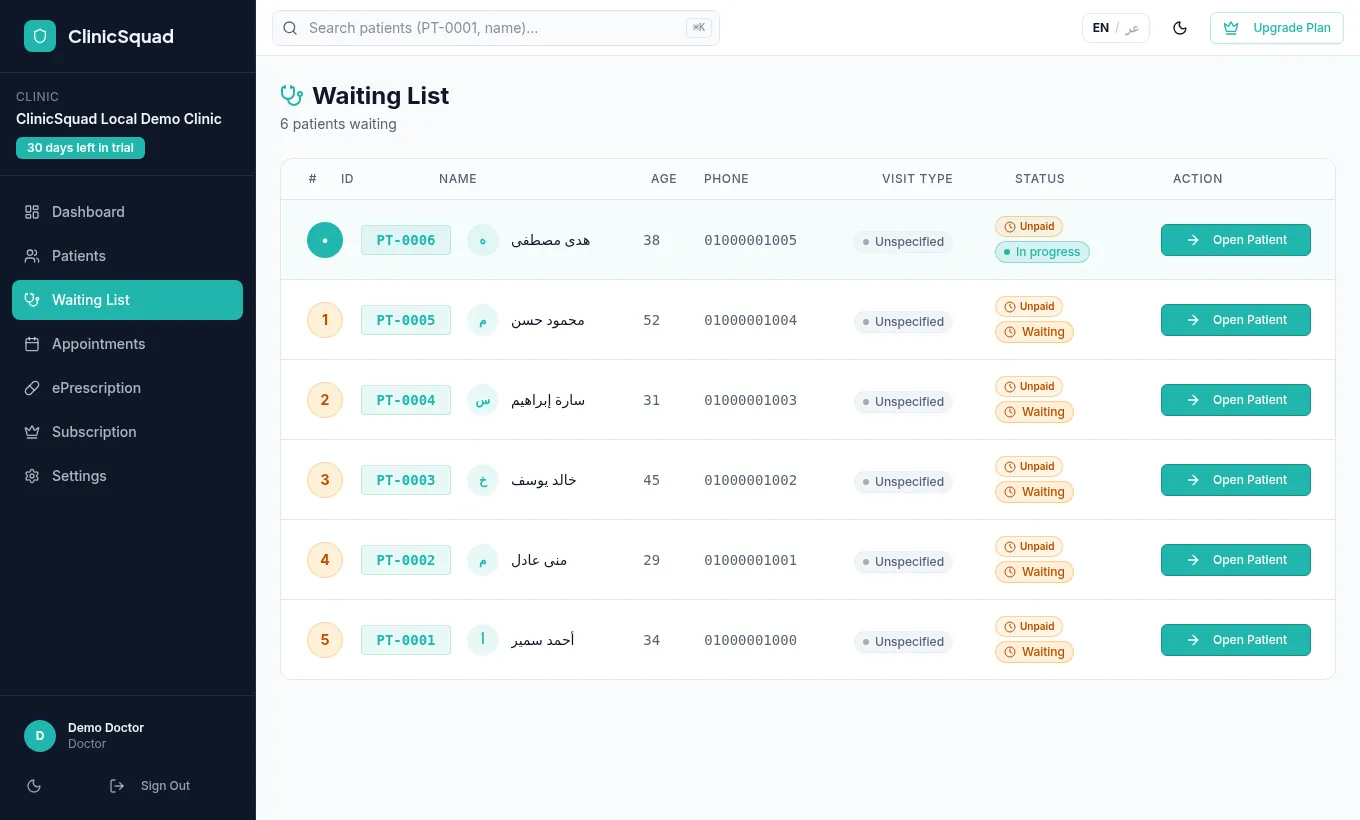 ClinicSquad
CLINIC
ClinicSquad Local Demo Clinic
30 days left in trial
Dashboard
Patients
Waiting List
Appointments
ePrescription
Subscription
Settings
D
Demo Doctor
Doctor
Sign Out
Search patients (PT-0001, name)...
⌘K
EN / عر
Upgrade Plan
Waiting List
6 patients waiting
# ID NAME AGE PHONE VISIT TYPE STATUS ACTION
• PT-0006 ه هدى مصطفى 38 01000001005 Unspecified Unpaid In progress Open Patient
1 PT-0005 م محمود حسن 52 01000001004 Unspecified Unpaid Waiting Open Patient
2 PT-0004 س سارة إبراهيم 31 01000001003 Unspecified Unpaid Waiting Open Patient
3 PT-0003 خ خالد يوسف 45 01000001002 Unspecified Unpaid Waiting Open Patient
4 PT-0002 م منى عادل 29 01000001001 Unspecified Unpaid Waiting Open Patient
5 PT-0001 أ أحمد سمير 34 01000001000 Unspecified Unpaid Waiting Open Patient